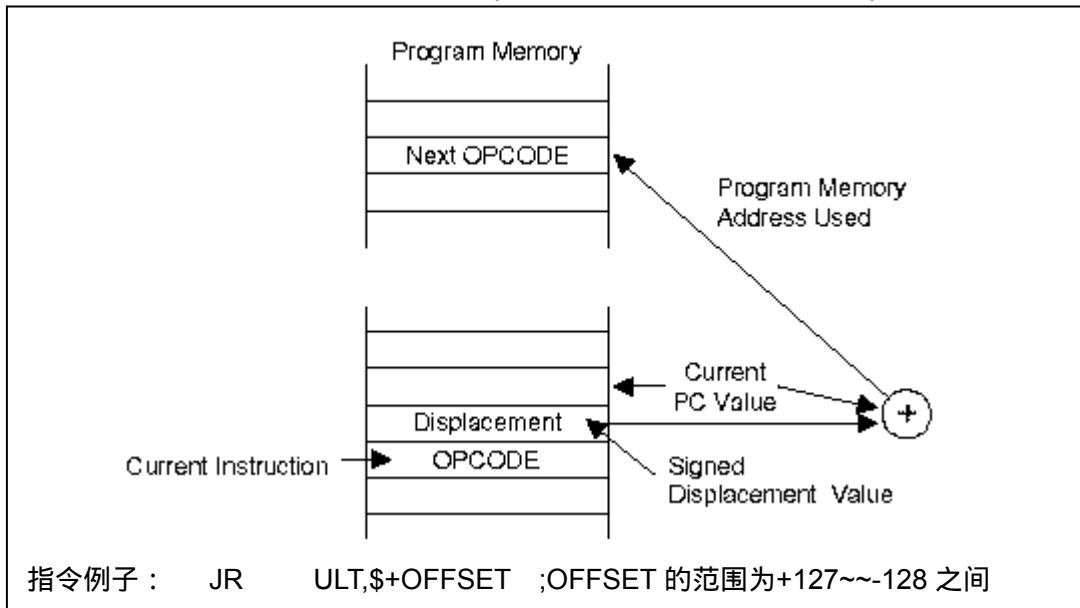 Program Memory
Next OPCODE
Program Memory
Address Used
Current
PC Value
+
Displacement
Current Instruction
OPCODE
Signed
Displacement Value
指令例子： JR ULT,$+OFFSET ;OFFSET 的范围为+127~~-128 之间